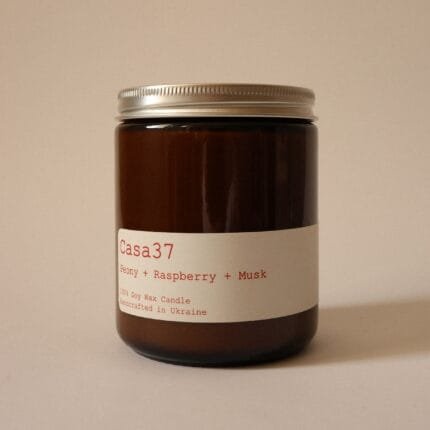 Casa37
Peony + Raspberry + Musk
100% Soy Wax Candle
Handcrafted in Ukraine